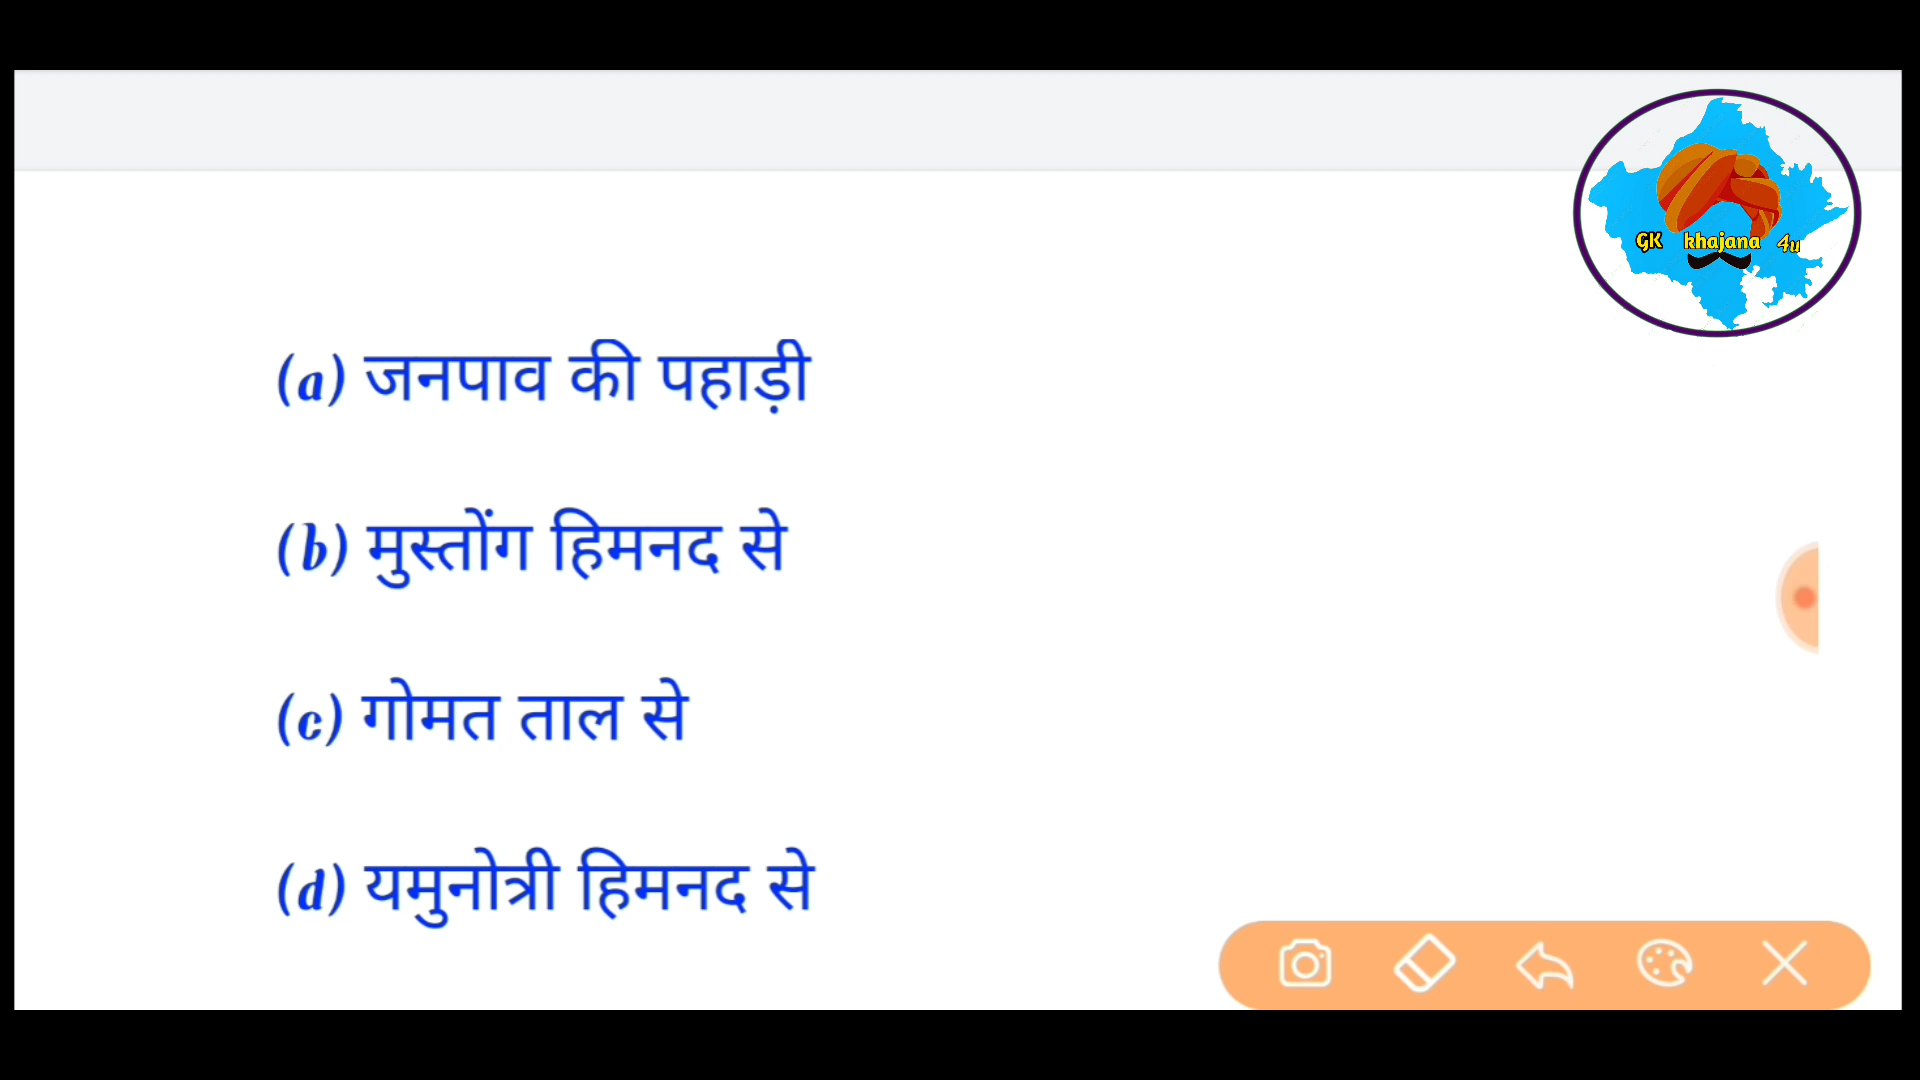 GK khajana 4u
(a) जनपाव की पहाड़ी
(b) मुस्तोंग हिमनद से
(c) गोमत ताल से
(d) यमुनोत्री हिमनद से